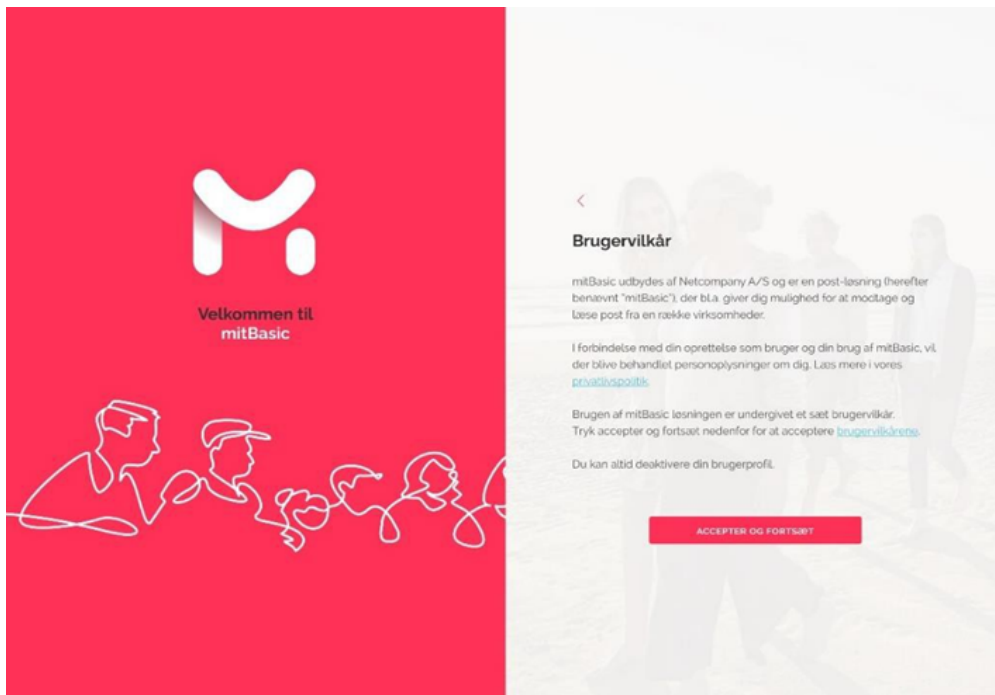 Velkommen til
mitBasic
Brugervilkår
mitBasic udbydes af Netcompany A/S og er en post-løsning (herefter
benævnt "mitBasic"), der bl.a. giver dig mulighed for at modtage og
læse post fra en række virksomheder.
I forbindelse med din oprettelse som bruger og din brug af mitBasic, vil
der blive behandlet personoplysninger om dig. Læs mere i vores
privatlivspolitik.
Brugen af mitBasic løsningen er undergivet et sæt brugervilkår.
Tryk accepter og fortsæt nedenfor for at acceptere brugervilkårene.
Du kan altid deaktivere din brugerprofil.
ACCEPTER OG FORTSÆT